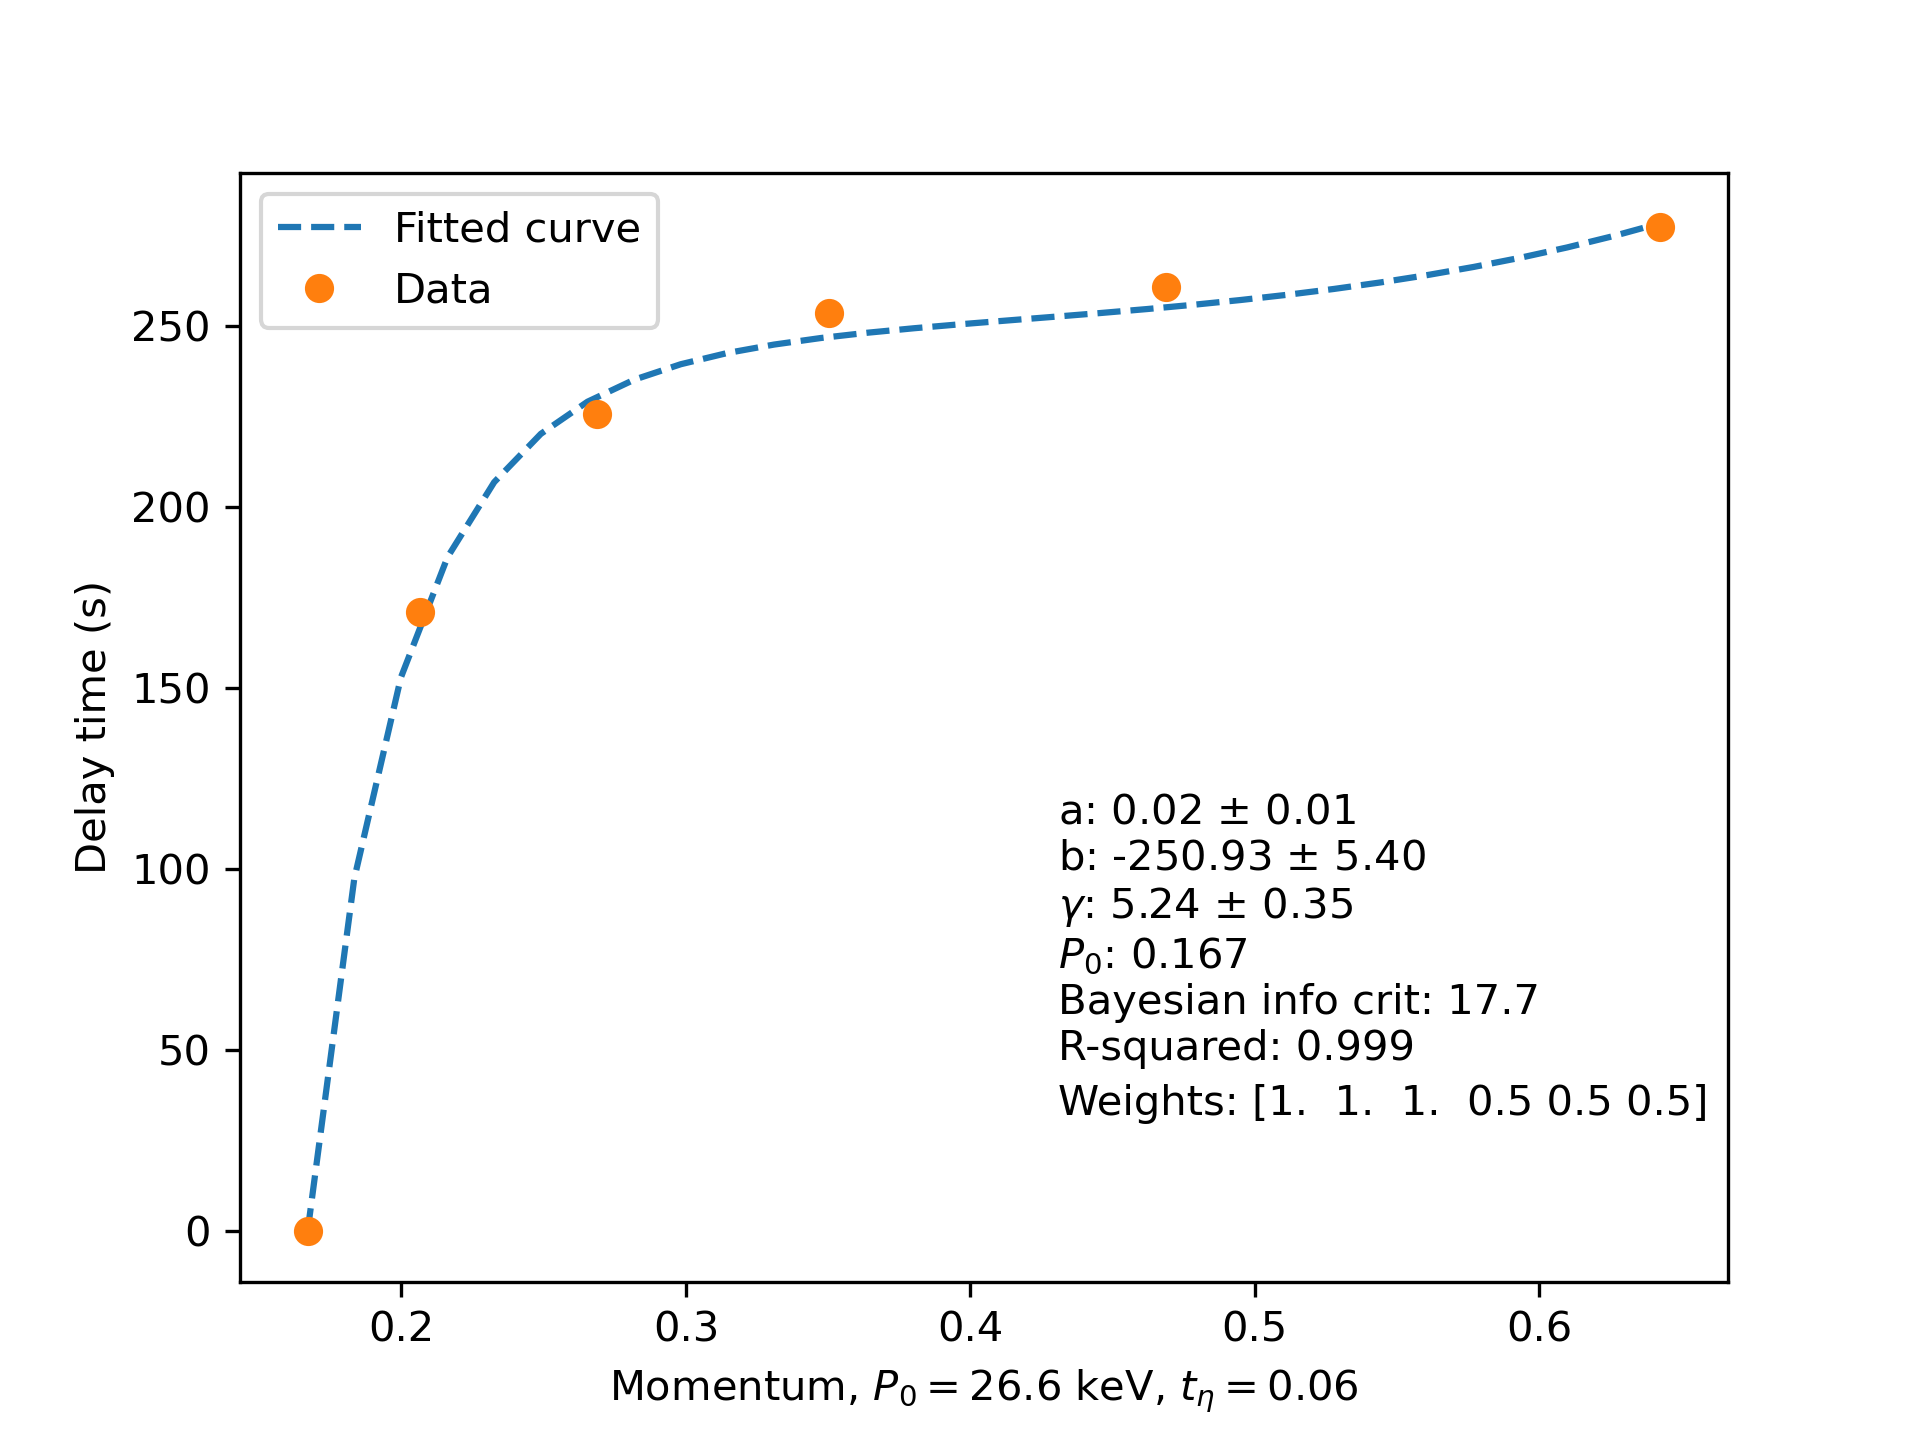 Fitted curve
Data
250
200
150
100
50
0
Delay time (s)
a: 0.02 ± 0.01
b: -250.93 ± 5.40
γ: 5.24 ± 0.35
P₀: 0.167
Bayesian info crit: 17.7
R-squared: 0.999
Weights: [1.  1.  1.  0.5 0.5 0.5]
0.2 0.3 0.4 0.5 0.6
Momentum, P₀ = 26.6 keV, t_η = 0.06